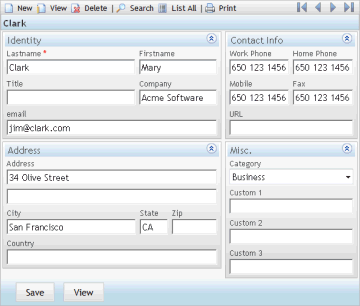 New View Delete Search List All Print
Clark
Identity
Lastname * Firstname
Clark Mary
Title Company
Acme Software
email
jim@clark.com
Contact Info
Work Phone Home Phone
650 123 1456 650 123 1456
Mobile Fax
650 123 1456 650 123 1456
URL
Address
Address
34 Olive Street
City State Zip
San Francisco CA
Country
Misc.
Category
Business
Custom 1
Custom 2
Custom 3
Save View